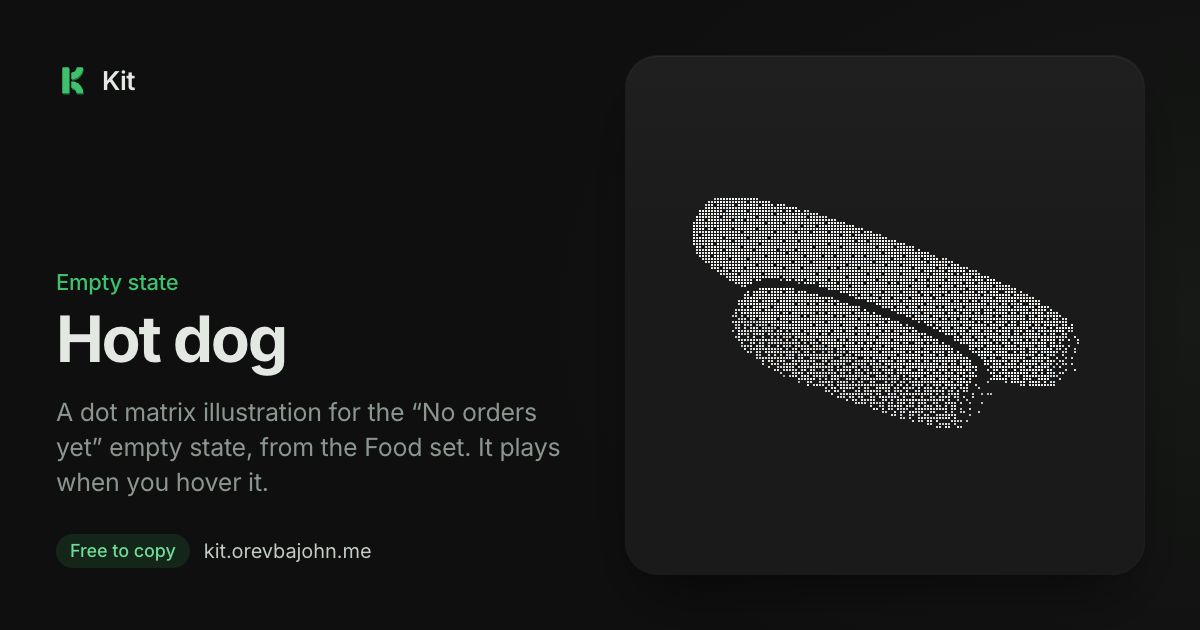 Kit
Empty state
Hot dog
A dot matrix illustration for the “No orders
yet” empty state, from the Food set. It plays
when you hover it.
Free to copy
kit.orevbajohn.me